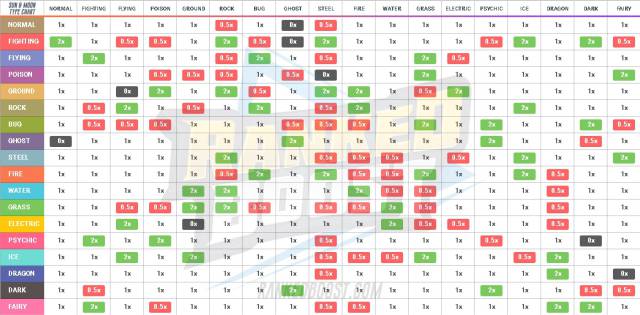 SUN & MOON
TYPE CHART
NORMAL FIGHTING FLYING POISON GROUND ROCK BUG GHOST STEEL FIRE WATER GRASS ELECTRIC PSYCHIC ICE DRAGON DARK FAIRY
NORMAL 1x 1x 1x 1x 1x 0.5x 1x 0x 0.5x 1x 1x 1x 1x 1x 1x 1x 1x 1x
FIGHTING 2x 1x 0.5x 0.5x 1x 2x 0.5x 0x 2x 1x 1x 1x 1x 0.5x 2x 1x 2x 0.5x
FLYING 1x 2x 1x 1x 1x 0.5x 2x 1x 0.5x 1x 1x 2x 0.5x 1x 1x 1x 1x 1x
POISON 1x 1x 1x 0.5x 0.5x 0.5x 1x 0.5x 0x 1x 1x 2x 1x 1x 1x 1x 1x 2x
GROUND 1x 1x 0x 2x 1x 2x 0.5x 1x 2x 2x 1x 0.5x 2x 1x 1x 1x 1x 1x
ROCK 1x 0.5x 2x 1x 0.5x 1x 2x 1x 0.5x 2x 1x 1x 1x 1x 2x 1x 1x 1x
BUG 1x 0.5x 0.5x 0.5x 1x 1x 1x 0.5x 0.5x 0.5x 1x 2x 1x 2x 1x 1x 2x 0.5x
GHOST 0x 1x 1x 1x 1x 1x 1x 2x 1x 1x 1x 1x 1x 2x 1x 1x 0.5x 1x
STEEL 1x 1x 1x 1x 1x 2x 1x 1x 0.5x 0.5x 0.5x 1x 0.5x 1x 2x 1x 1x 2x
FIRE 1x 1x 1x 1x 1x 0.5x 2x 1x 0.5x 0.5x 0.5x 2x 1x 1x 2x 0.5x 1x 1x
WATER 1x 1x 1x 1x 2x 2x 1x 1x 1x 2x 0.5x 0.5x 1x 1x 1x 0.5x 1x 1x
GRASS 1x 1x 0.5x 0.5x 2x 2x 0.5x 1x 0.5x 0.5x 2x 0.5x 1x 1x 1x 0.5x 1x 1x
ELECTRIC 1x 1x 2x 1x 0x 1x 1x 1x 1x 1x 2x 0.5x 0.5x 1x 1x 0.5x 1x 1x
PSYCHIC 1x 2x 1x 2x 1x 1x 1x 1x 0.5x 1x 1x 1x 1x 0.5x 1x 1x 0x 1x
ICE 1x 1x 2x 1x 2x 1x 1x 1x 0.5x 0.5x 0.5x 2x 1x 1x 0.5x 2x 1x 1x
DRAGON 1x 1x 1x 1x 1x 1x 1x 1x 0.5x 1x 1x 1x 1x 1x 1x 2x 1x 0x
DARK 1x 0.5x 1x 1x 1x 1x 1x 2x 0.5x 1x 1x 1x 1x 2x 1x 1x 0.5x 0.5x
FAIRY 1x 2x 1x 0.5x 1x 1x 1x 1x 0.5x 0.5x 1x 1x 1x 1x 1x 2x 2x 1x
RANKED
BOOST
RANKEDBOOST.COM